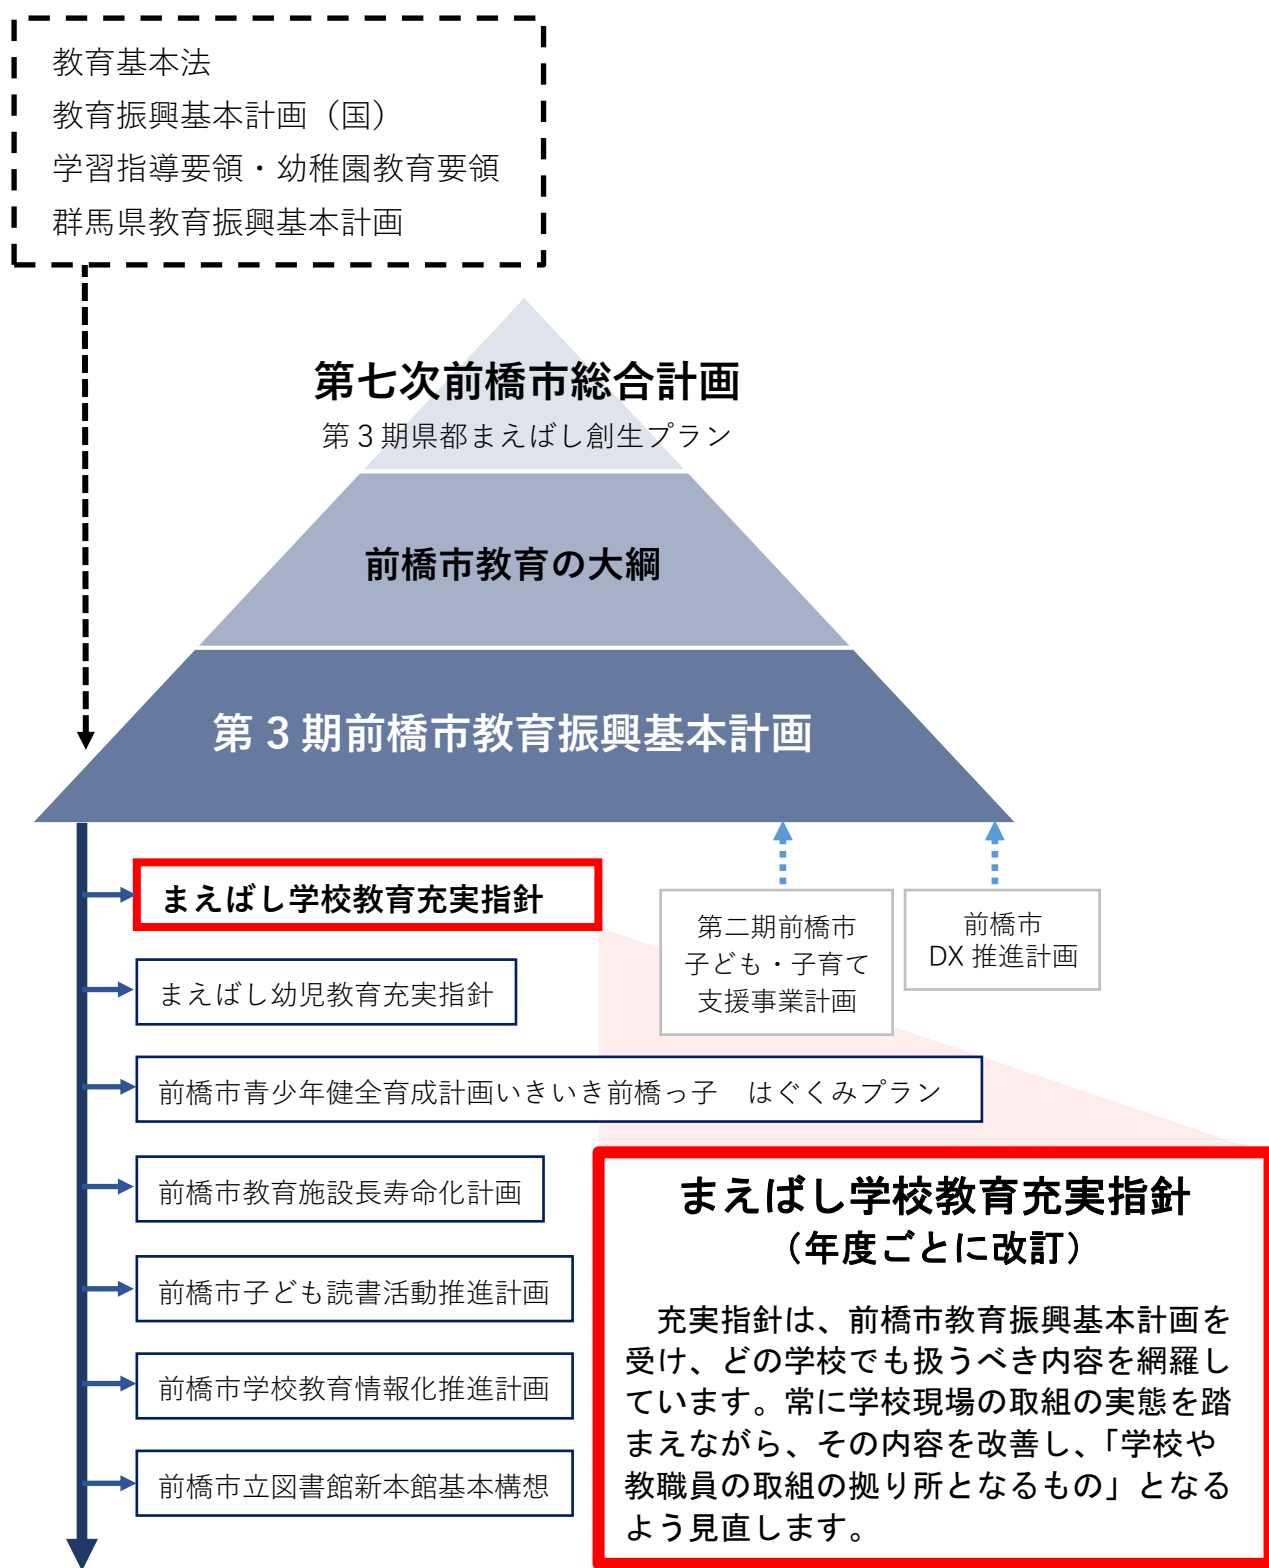 教育基本法
教育振興基本計画（国）
学習指導要領・幼稚園教育要領
群馬県教育振興基本計画
第七次前橋市総合計画
第３期県都まえばし創生プラン
前橋市教育の大綱
第３期前橋市教育振興基本計画
まえばし学校教育充実指針
第二期前橋市
子ども・子育て
支援事業計画
前橋市
DX 推進計画
まえばし幼児教育充実指針
前橋市青少年健全育成計画いきいき前橋っ子　はぐくみプラン
前橋市教育施設長寿命化計画
前橋市子ども読書活動推進計画
前橋市学校教育情報化推進計画
前橋市立図書館新本館基本構想
まえばし学校教育充実指針
（年度ごとに改訂）
　充実指針は、前橋市教育振興基本計画を
受け、どの学校でも扱うべき内容を網羅し
ています。常に学校現場の取組の実態を踏
まえながら、その内容を改善し、「学校や
教職員の取組の拠り所となるもの」となる
よう見直します。